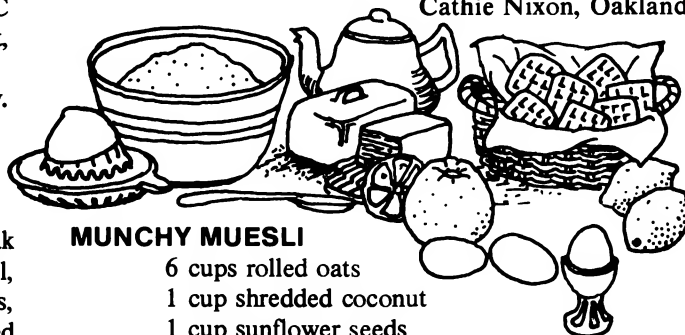 C
Cathie Nixon, Oakland
y.
MUNCHY MUESLI
6 cups rolled oats
1 cup shredded coconut
1 cup sunflower seeds